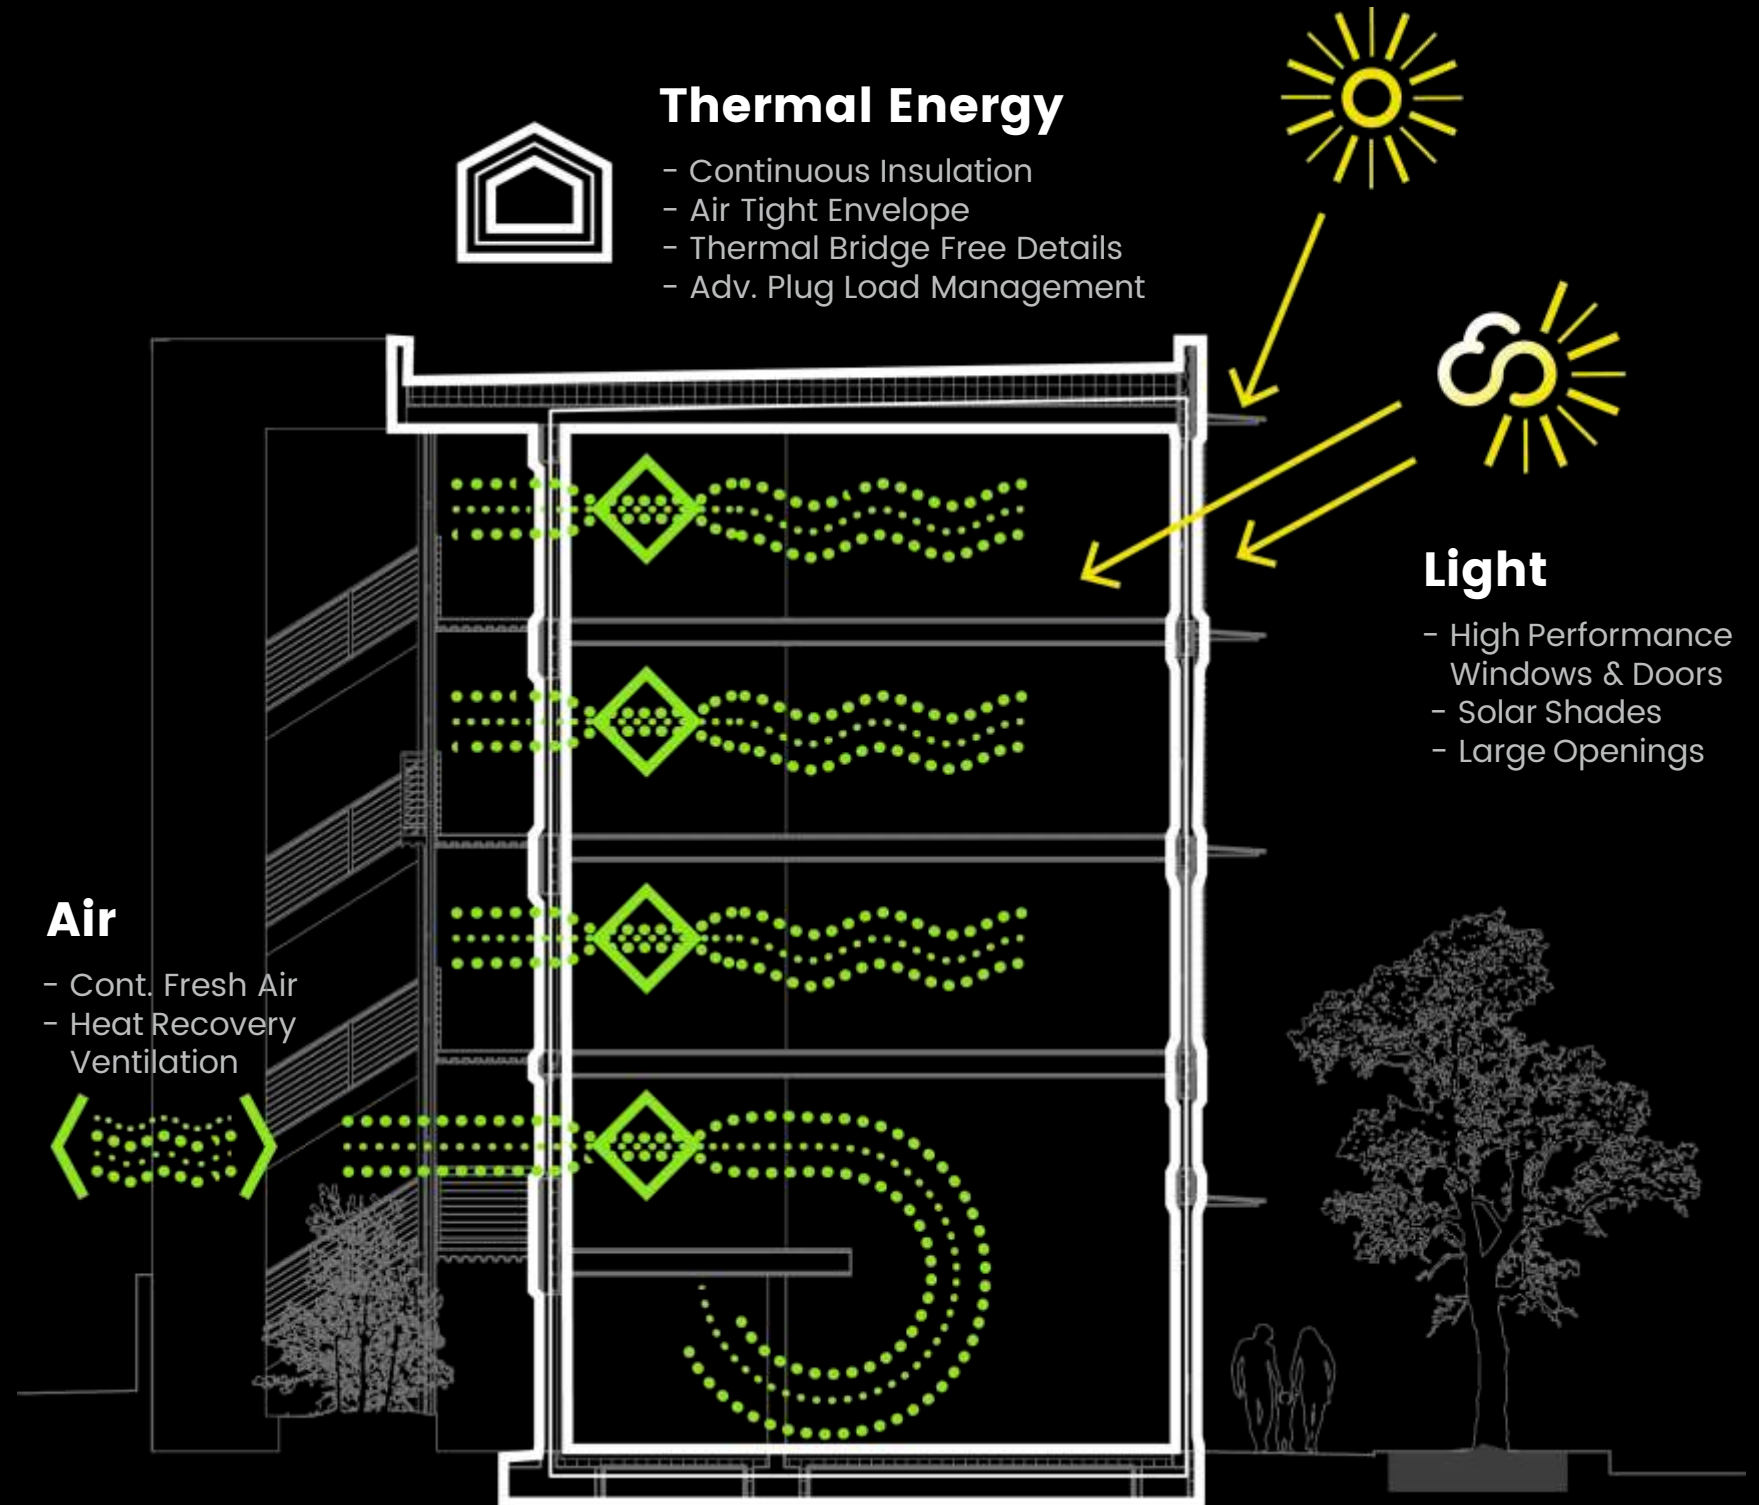 Thermal Energy
- Continuous Insulation
- Air Tight Envelope
- Thermal Bridge Free Details
- Adv. Plug Load Management
Light
- High Performance
Windows & Doors
- Solar Shades
- Large Openings
Air
- Cont. Fresh Air
- Heat Recovery
Ventilation